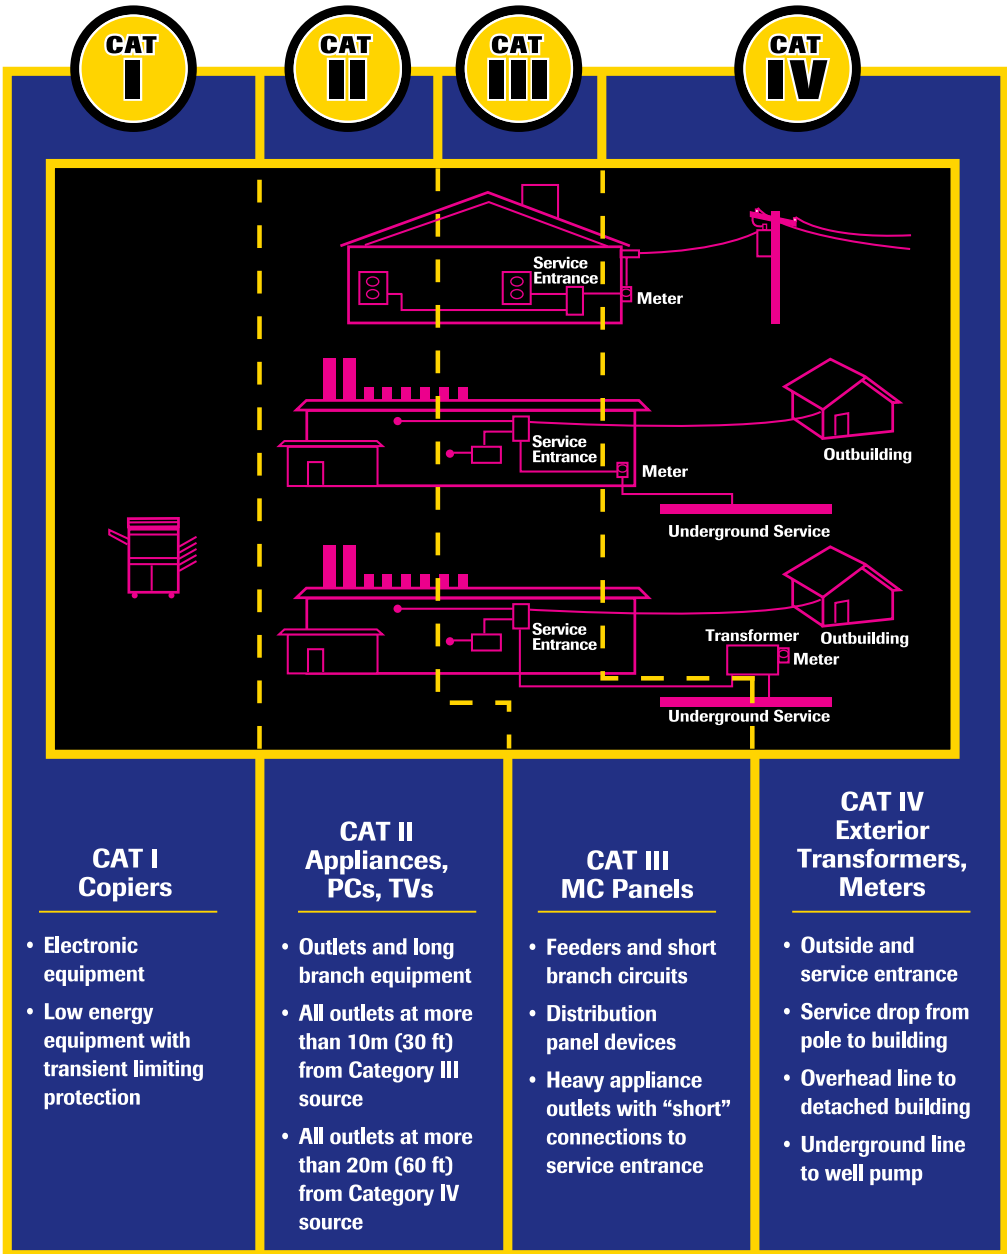 CAT
I
CAT
II
CAT
III
CAT
IV
Service
Entrance
Meter
Service
Entrance
Meter
Outbuilding
Underground Service
Service
Entrance
Transformer
Outbuilding
Meter
Underground Service
CAT I
Copiers
• Electronic
equipment
• Low energy
equipment with
transient limiting
protection
CAT II
Appliances,
PCs, TVs
• Outlets and long
branch equipment
• All outlets at more
than 10m (30 ft)
from Category III
source
• All outlets at more
than 20m (60 ft)
from Category IV
source
CAT III
MC Panels
• Feeders and short
branch circuits
• Distribution
panel devices
• Heavy appliance
outlets with “short”
connections to
service entrance
CAT IV
Exterior
Transformers,
Meters
• Outside and
service entrance
• Service drop from
pole to building
• Overhead line to
detached building
• Underground line
to well pump